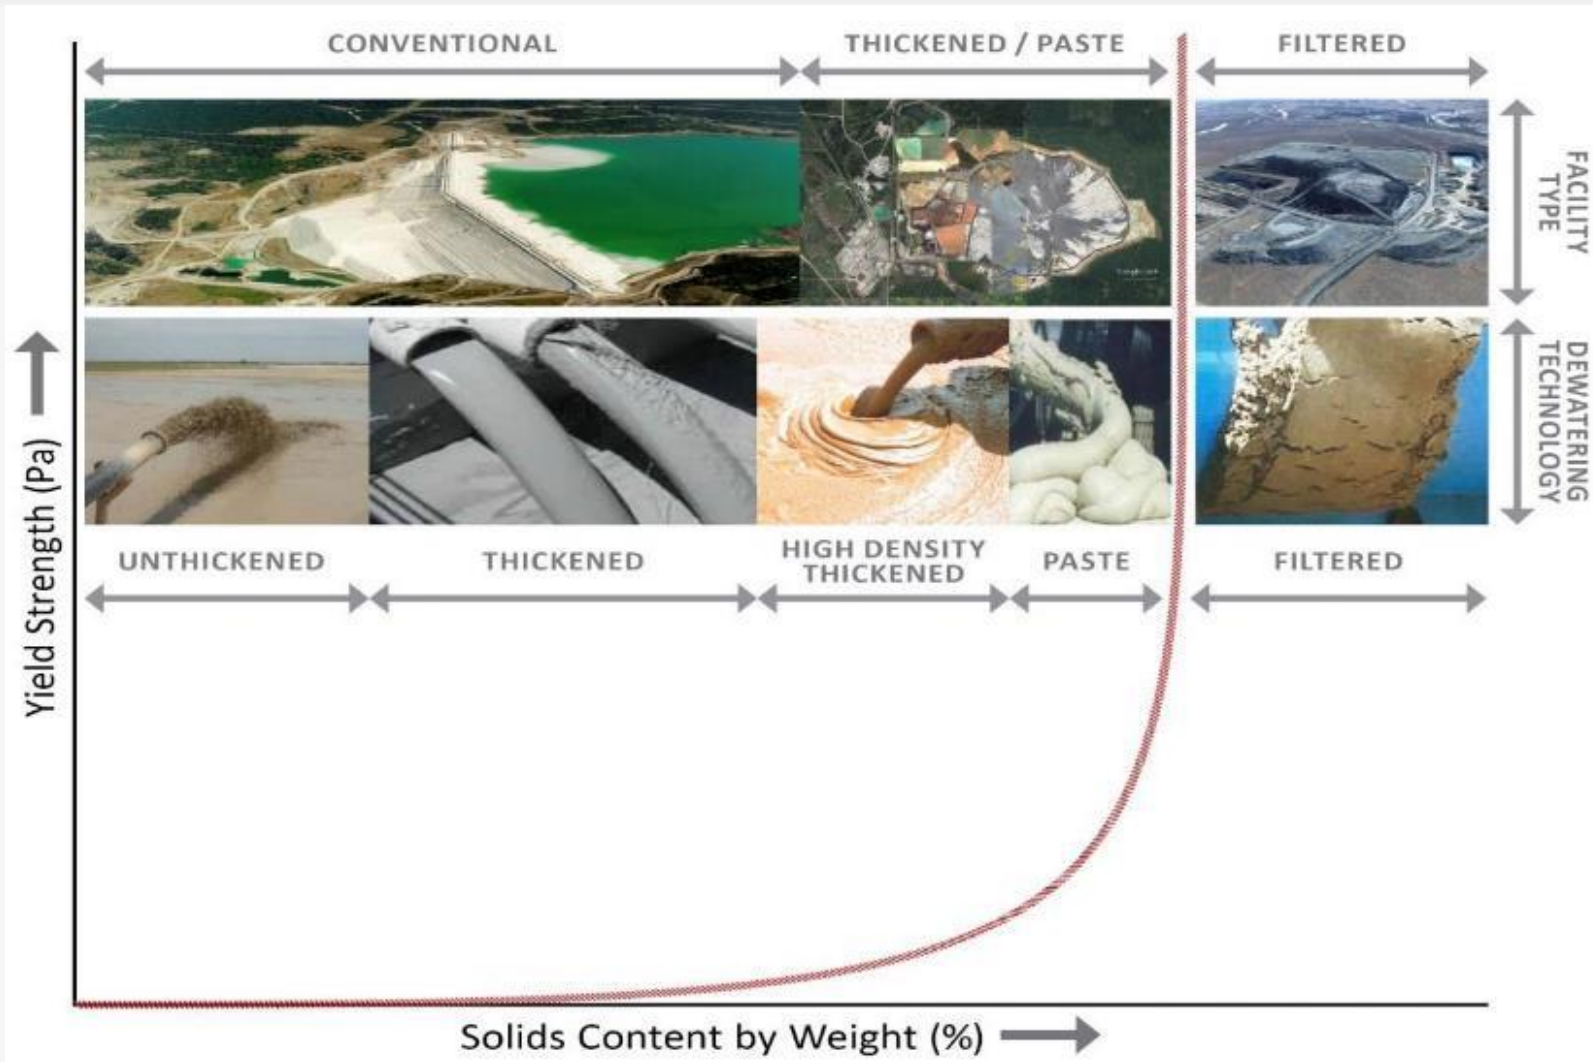 CONVENTIONAL
THICKENED / PASTE
FILTERED
FACILITY
TYPE
DEWATERING
TECHNOLOGY
UNTHICKENED
THICKENED
HIGH DENSITY
THICKENED
PASTE
FILTERED
Yield Strength (Pa)
Solids Content by Weight (%)